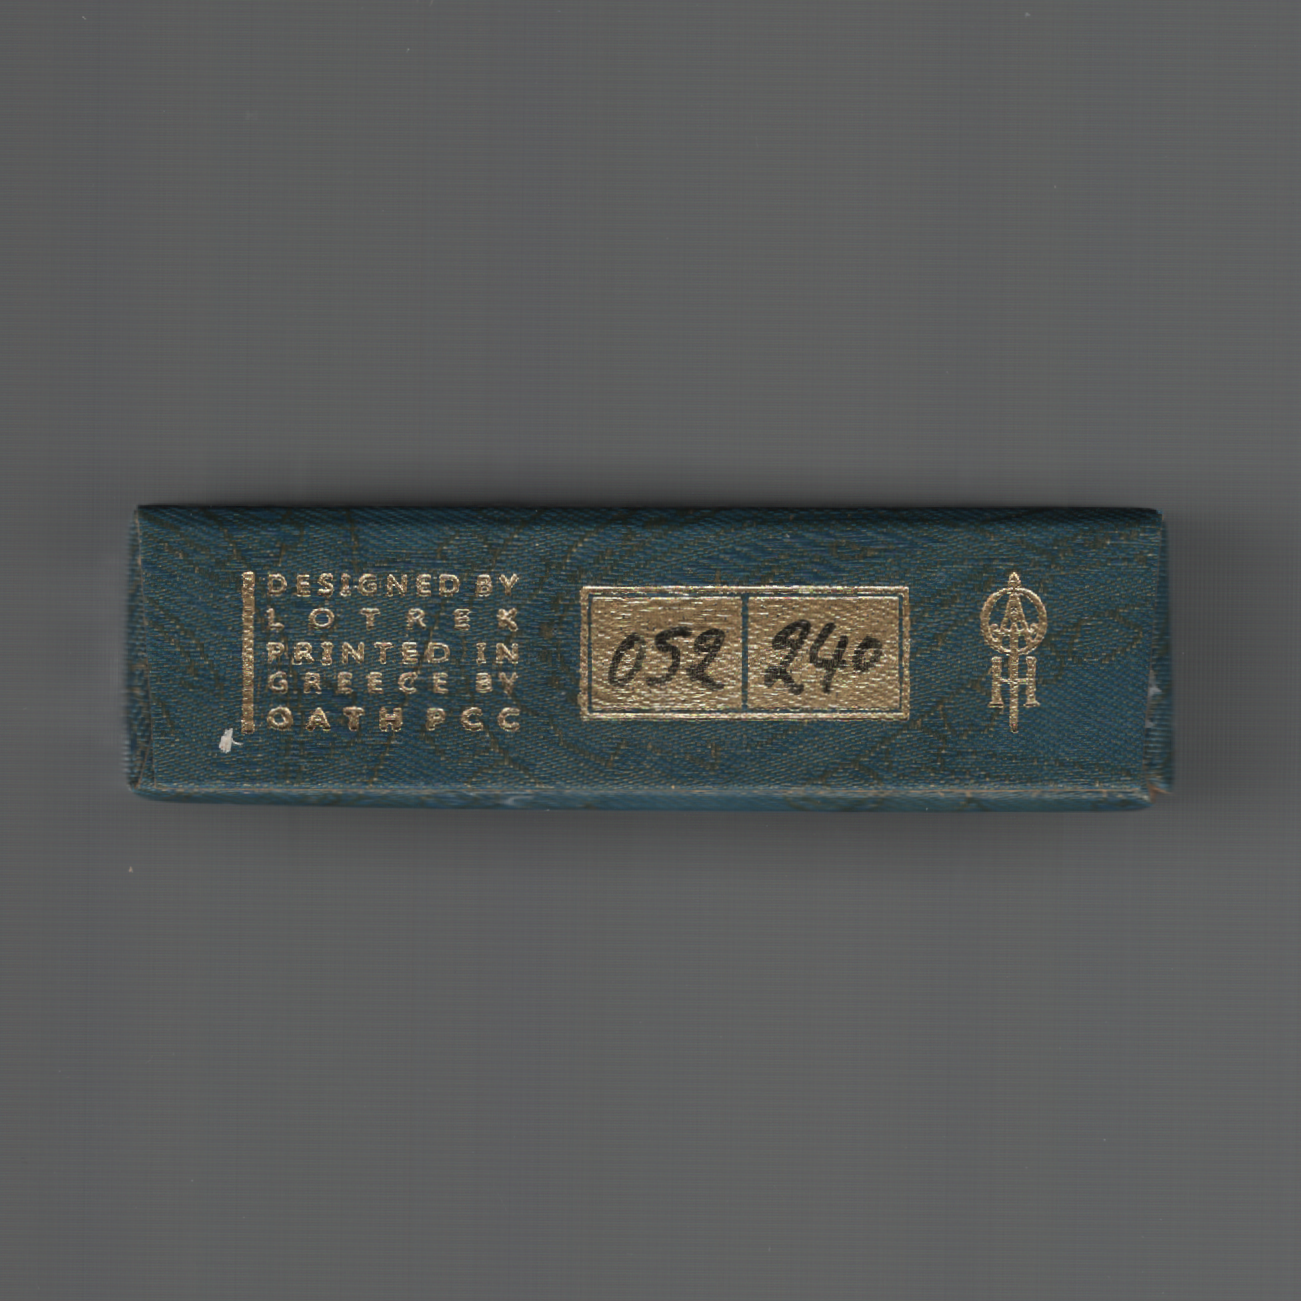 DESIGNED BY
LOTREK
PRINTED IN
GREECE BY
OATH PCC
052 240